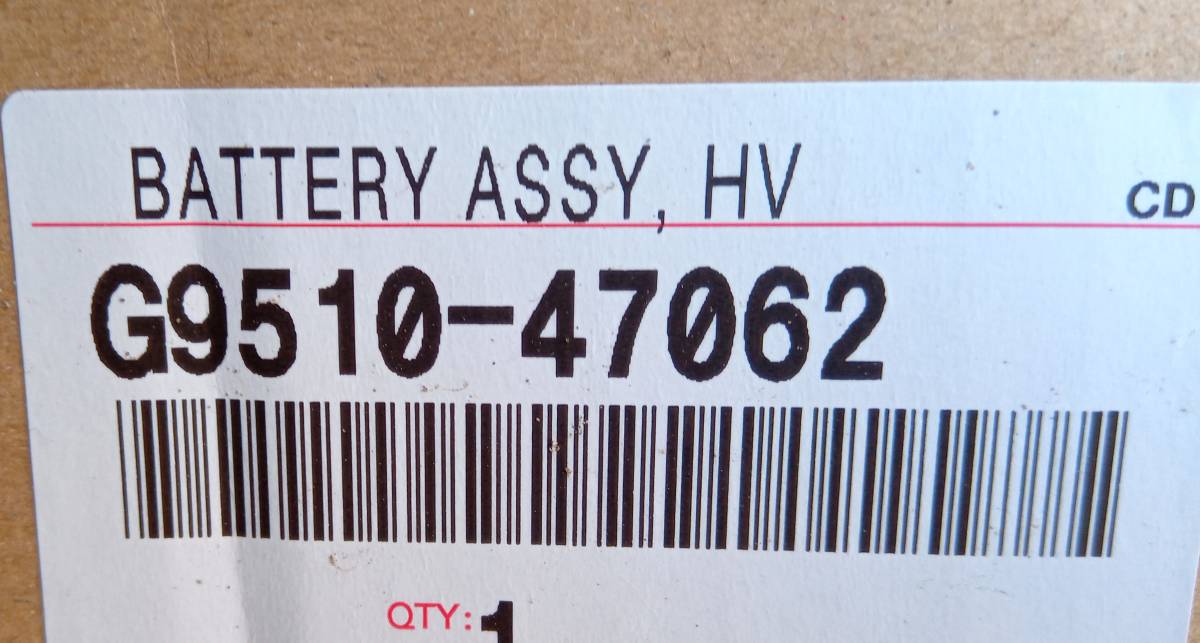 BATTERY ASSY, HV
CD
G9510-47062
QTY: 1